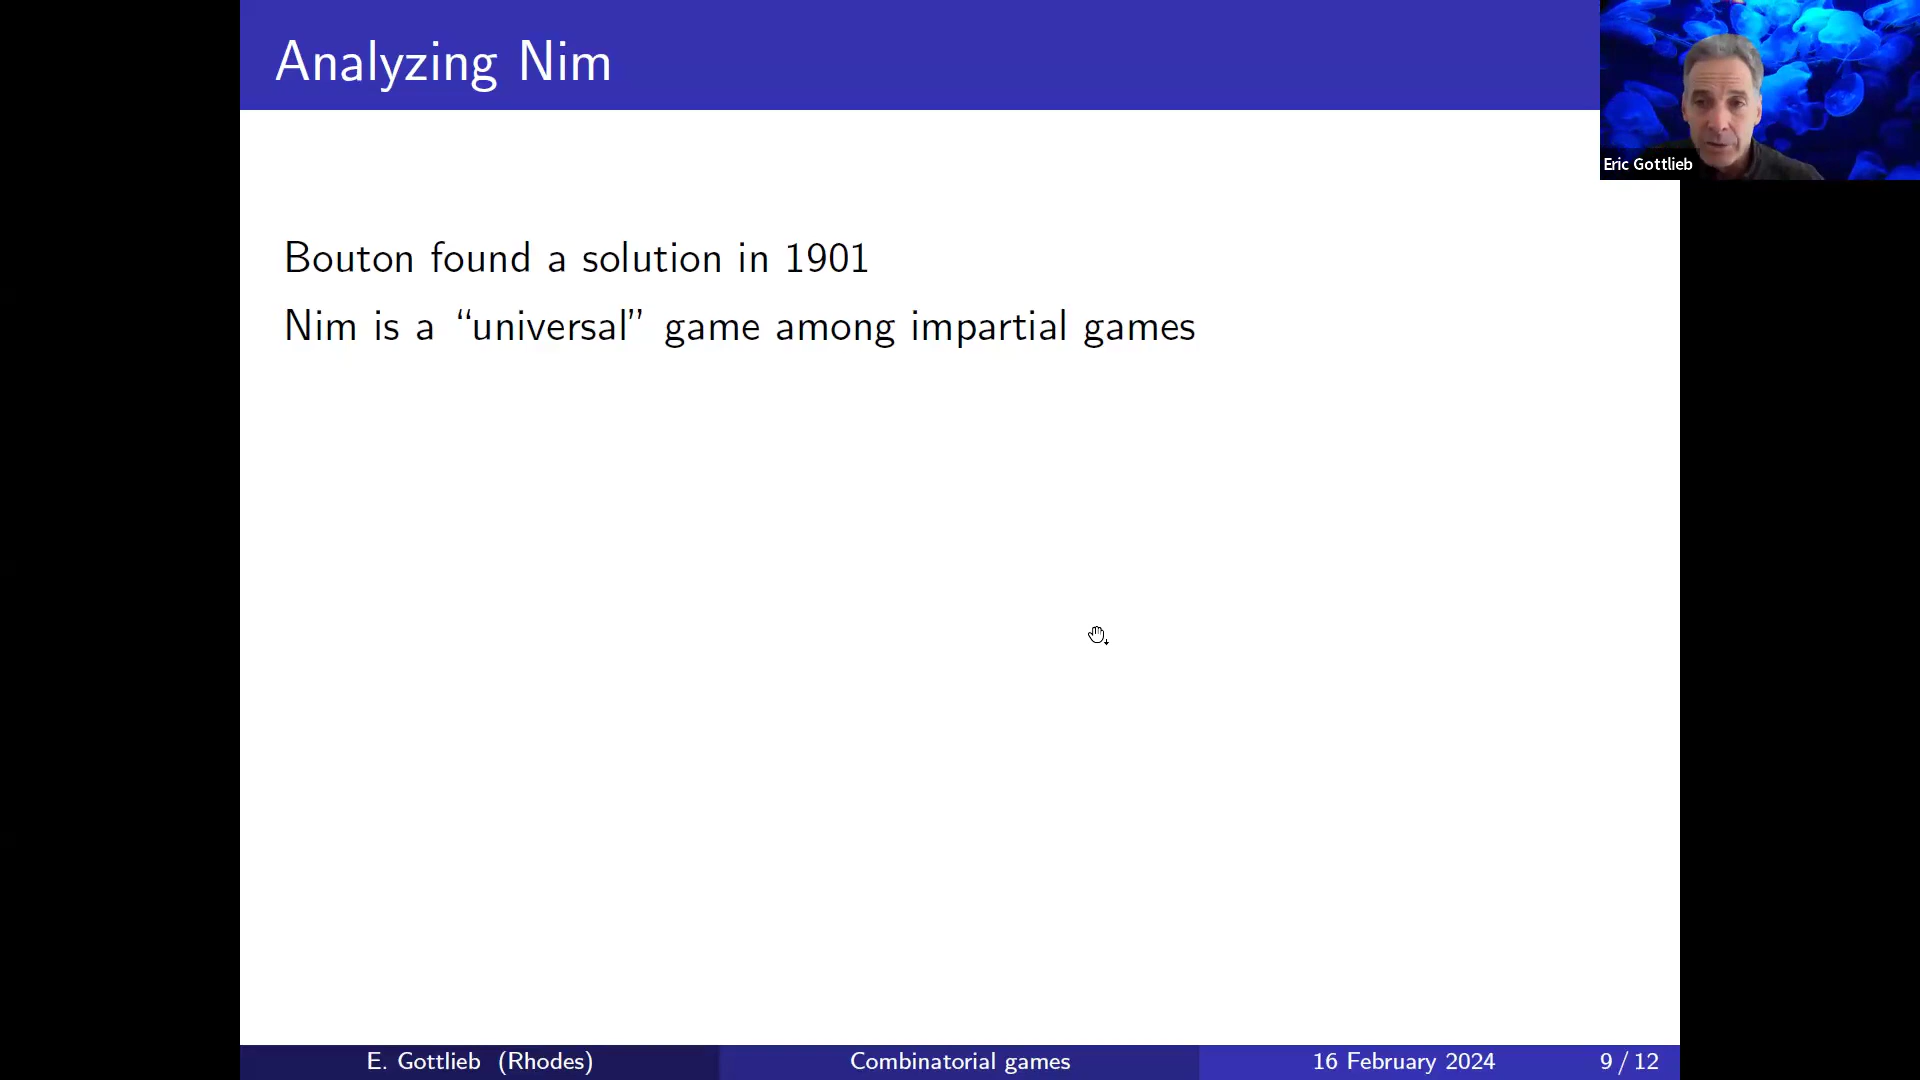 Analyzing Nim
Eric Gottlieb
Bouton found a solution in 1901
Nim is a “universal” game among impartial games
E. Gottlieb (Rhodes) Combinatorial games 16 February 2024 9 / 12